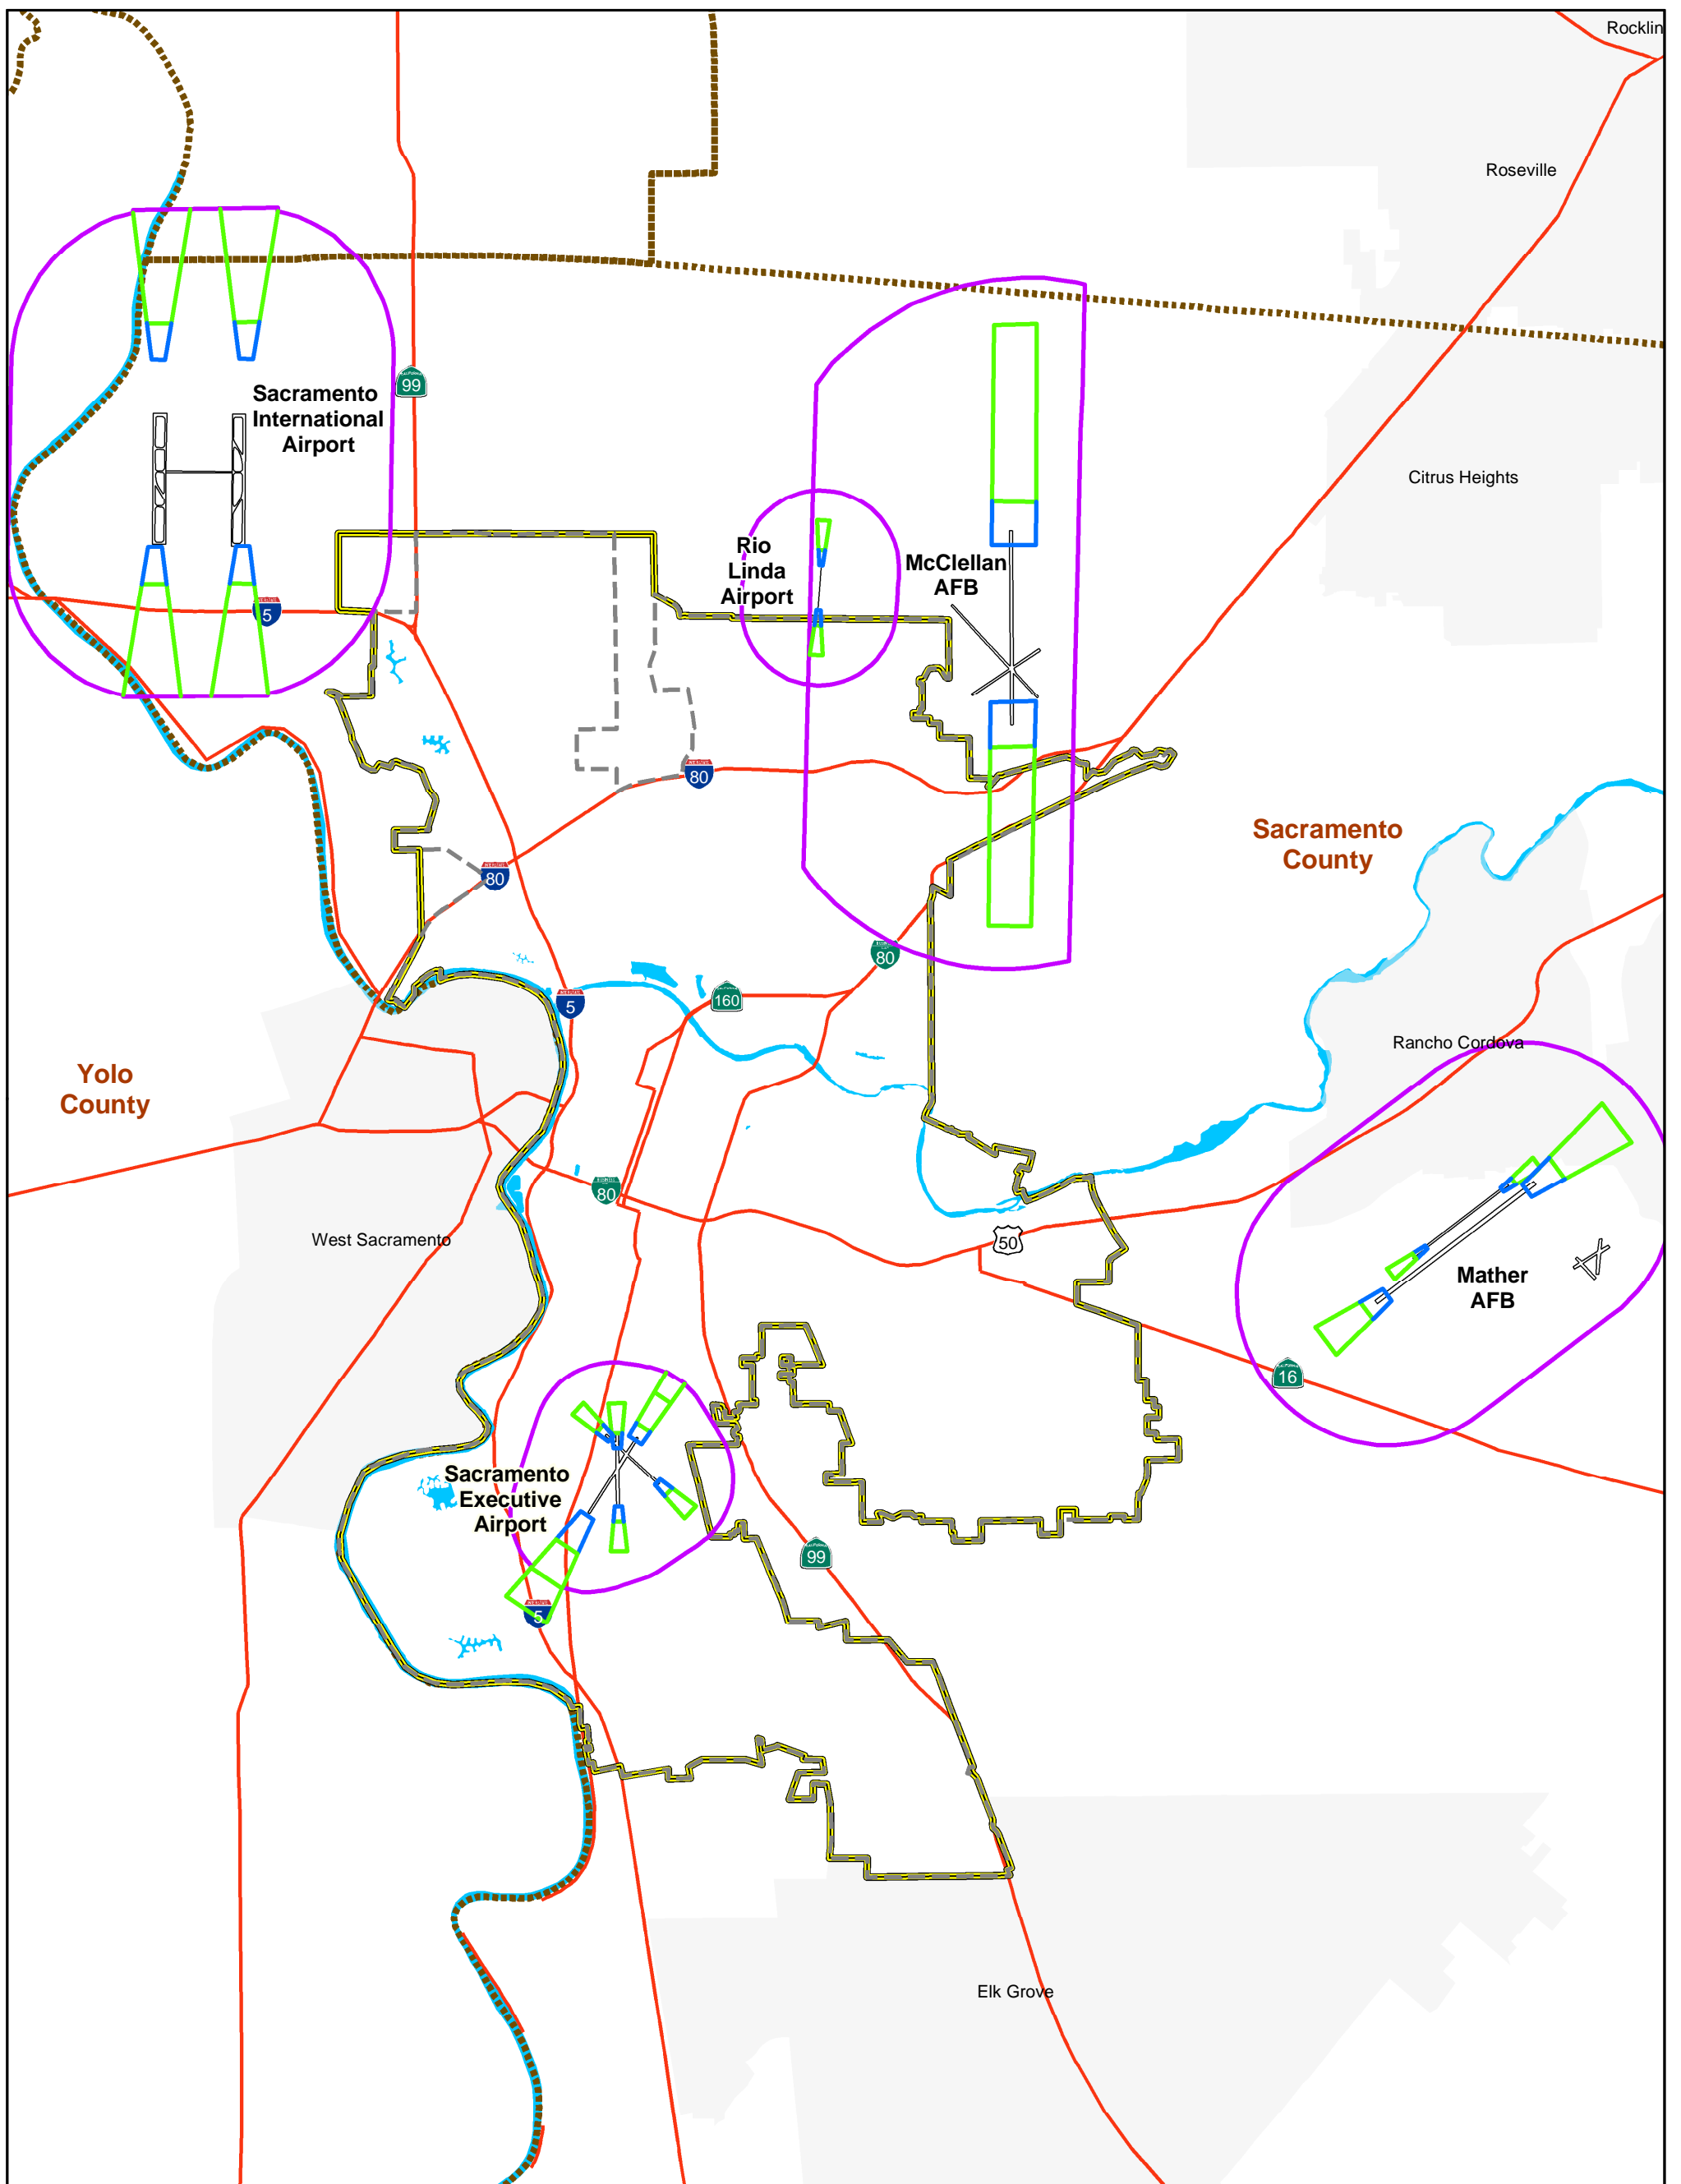 Rocklin
Roseville
99
Sacramento
International
Airport
Citrus Heights
Rio
Linda
Airport
McClellan
AFB
5
80
Sacramento
County
80
80
5
160
Rancho Cordova
Yolo
County
80
West Sacramento
50
Mather
AFB
16
Sacramento
Executive
Airport
99
5
Elk Grove